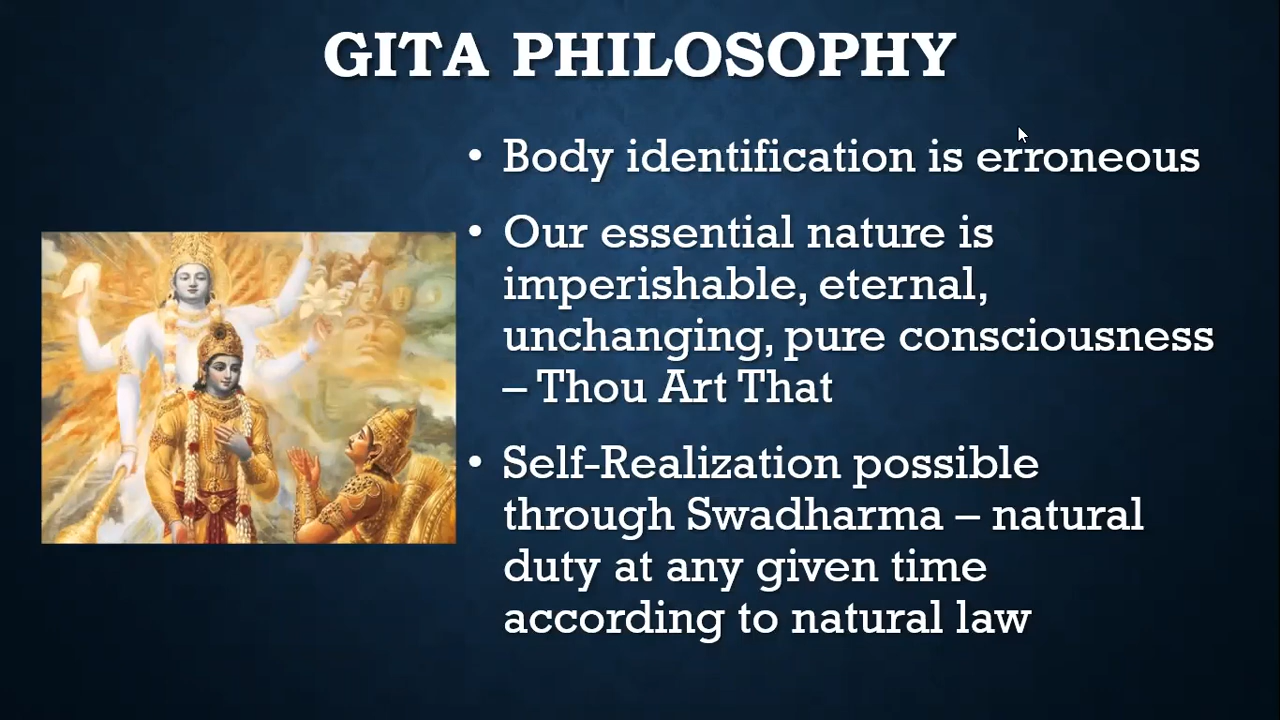 GITA PHILOSOPHY
• Body identification is erroneous
• Our essential nature is
imperishable, eternal,
unchanging, pure consciousness
– Thou Art That
• Self-Realization possible
through Swadharma – natural
duty at any given time
according to natural law